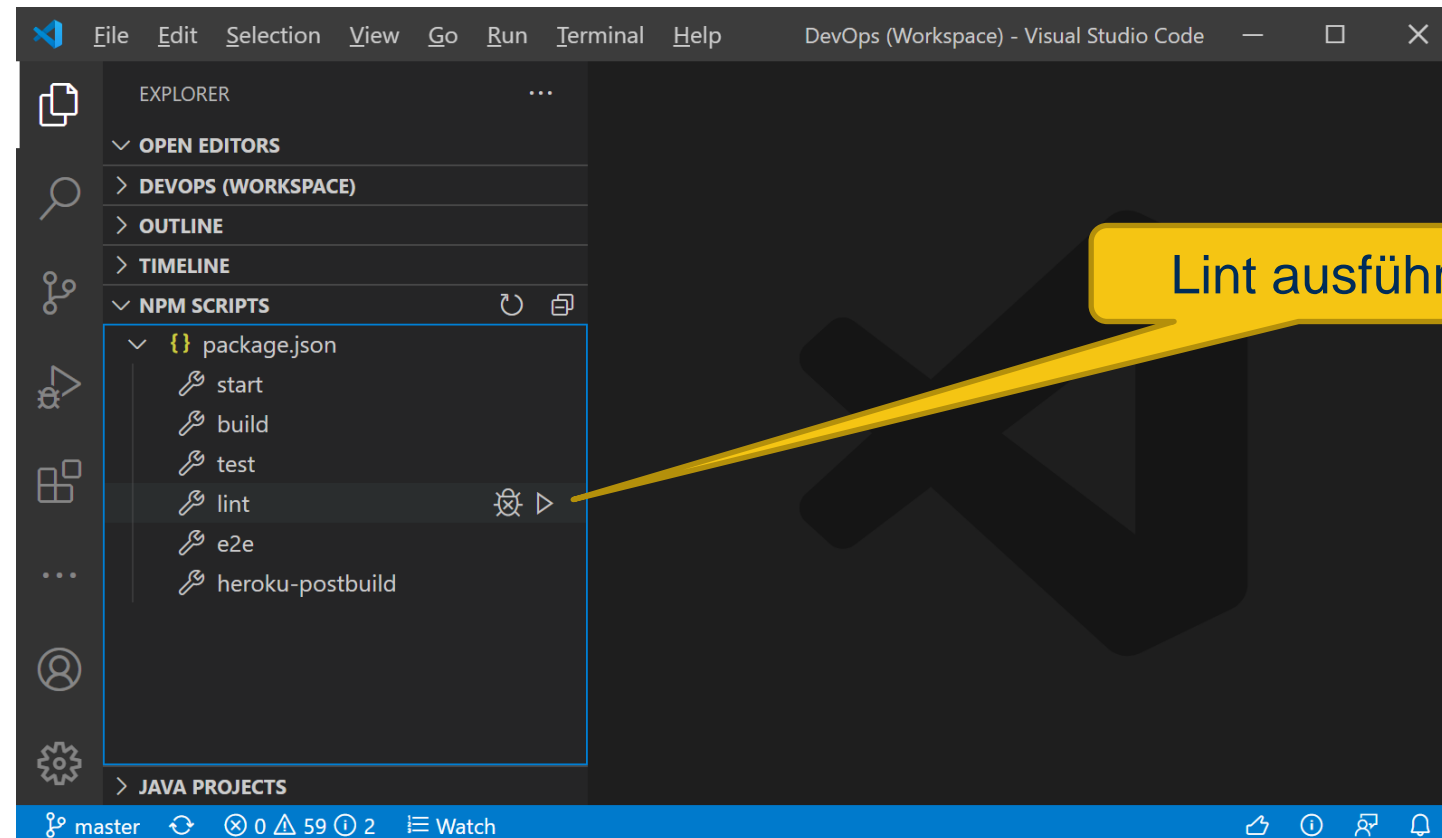 File Edit Selection View Go Run Terminal Help DevOps (Workspace) - Visual Studio Code
EXPLORER
OPEN EDITORS
DEVOPS (WORKSPACE)
OUTLINE
TIMELINE
NPM SCRIPTS
{} package.json
start
build
test
lint
e2e
heroku-postbuild
JAVA PROJECTS
Lint ausführ
master 0 59 2 Watch